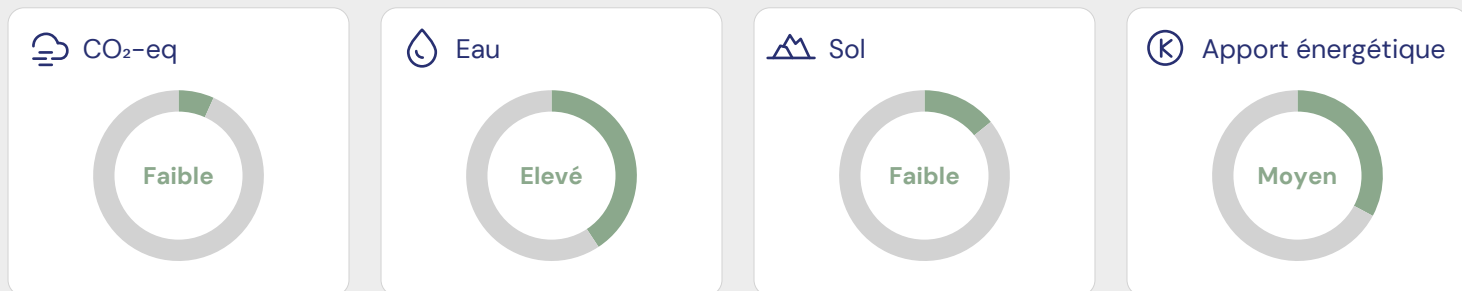 CO₂-eq
Faible
Eau
Elevé
Sol
Faible
Apport énergétique
Moyen